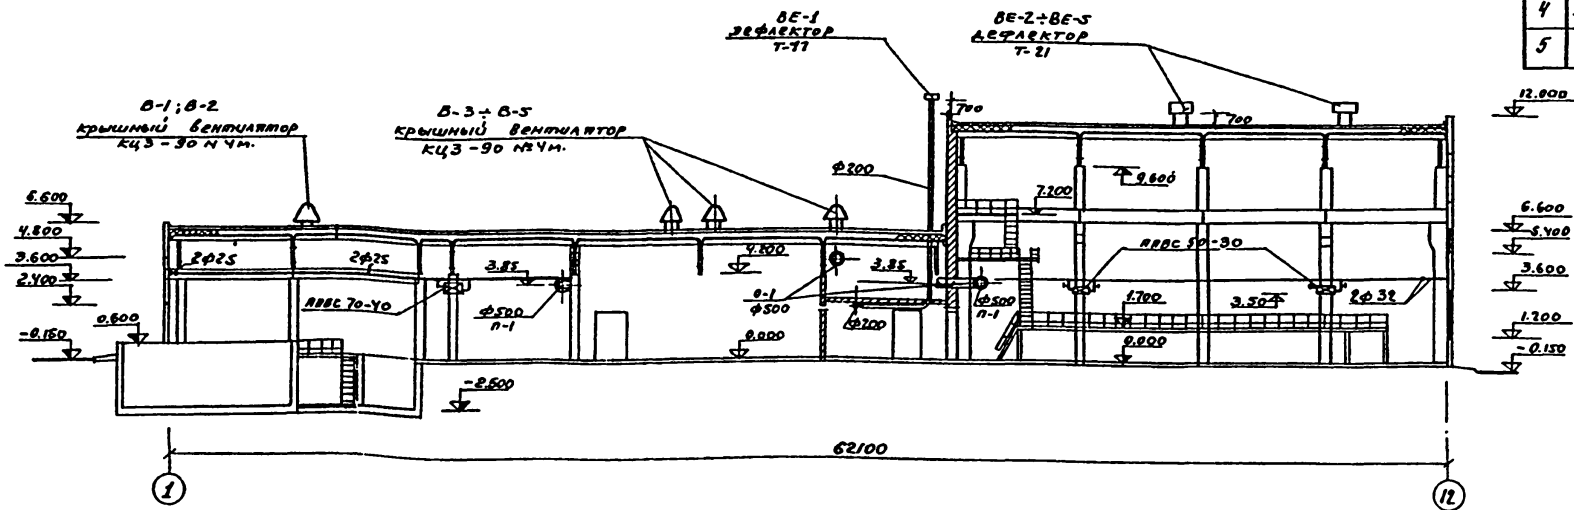 ВЕ-1
дефлектор
Т-17
ВЕ-2÷ВЕ-5
дефлектор
Т-21
4
5
12.000
В-1; В-2
крышный вентилятор
КЦ3-90 №4м.
В-3÷В-5
крышный вентилятор
КЦ3-90 №4м.
700
700
ф200
9.600
7.200
6.600
4.800
3.600
2.400
0.600
-0.150
2ф25
2ф25
3.85
4.200
3.85
АПВС 70-40
ф500
П-1
0-1
ф500
ф200
ф500
П-1
АПВС 50-30
1.700
3.50
2ф32
0.000
0.000
-2.500
6.600
5.400
3.600
1.200
-0.150
62100
1
12